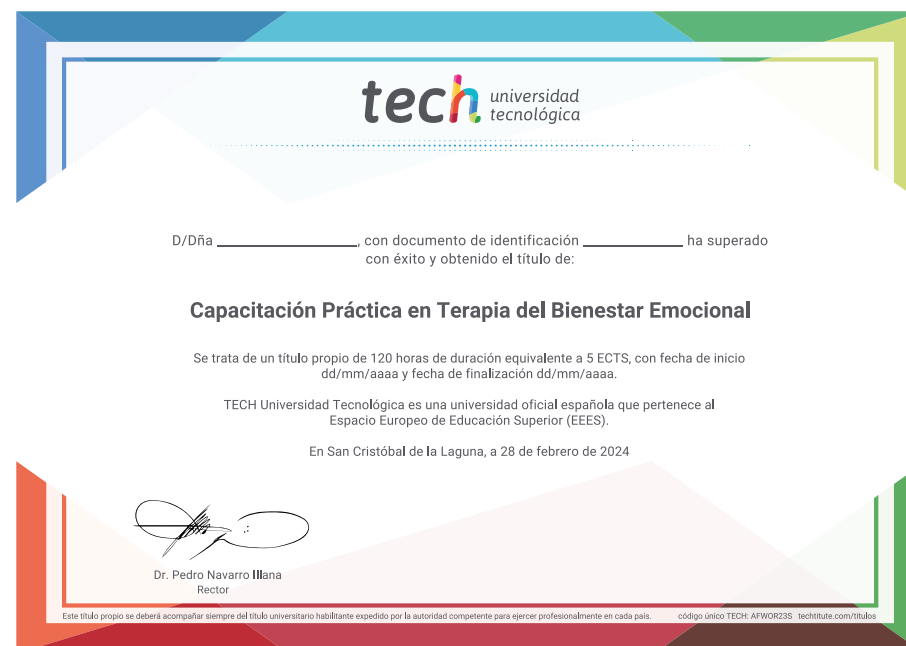 tech universidad
tecnológica
D/Dña ____________________, con documento de identificación ______________ ha superado
con éxito y obtenido el título de:
Capacitación Práctica en Terapia del Bienestar Emocional
Se trata de un título propio de 120 horas de duración equivalente a 5 ECTS, con fecha de inicio
dd/mm/aaaa y fecha de finalización dd/mm/aaaa.
TECH Universidad Tecnológica es una universidad oficial española que pertenece al
Espacio Europeo de Educación Superior (EEES).
En San Cristóbal de la Laguna, a 28 de febrero de 2024
Dr. Pedro Navarro Illana
Rector
Este título propio se deberá acompañar siempre del título universitario habilitante expedido por la autoridad competente para ejercer profesionalmente en cada país. código único TECH: AFWOR23S techtitute.com/titulos